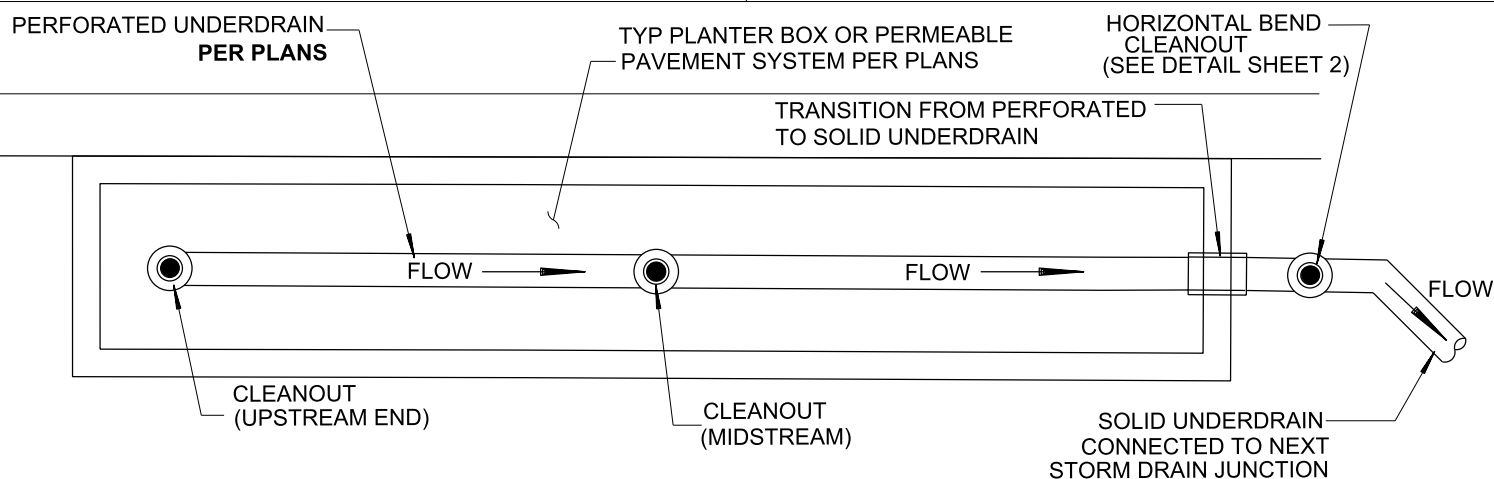 PERFORATED UNDERDRAIN
PER PLANS
TYP PLANTER BOX OR PERMEABLE
PAVEMENT SYSTEM PER PLANS
HORIZONTAL BEND
CLEANOUT
(SEE DETAIL SHEET 2)
TRANSITION FROM PERFORATED
TO SOLID UNDERDRAIN
FLOW
FLOW
FLOW
CLEANOUT
(UPSTREAM END)
CLEANOUT
(MIDSTREAM)
SOLID UNDERDRAIN
CONNECTED TO NEXT
STORM DRAIN JUNCTION